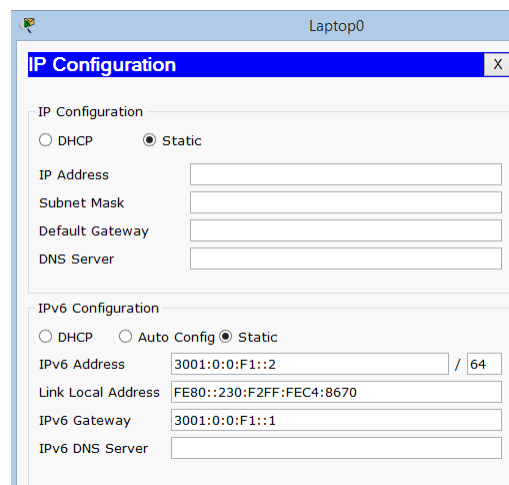 Laptop0
IP Configuration X
IP Configuration
DHCP Static
IP Address
Subnet Mask
Default Gateway
DNS Server
IPv6 Configuration
DHCP Auto Config Static
IPv6 Address 3001:0:0:F1::2 / 64
Link Local Address FE80::230:F2FF:FEC4:8670
IPv6 Gateway 3001:0:0:F1::1
IPv6 DNS Server